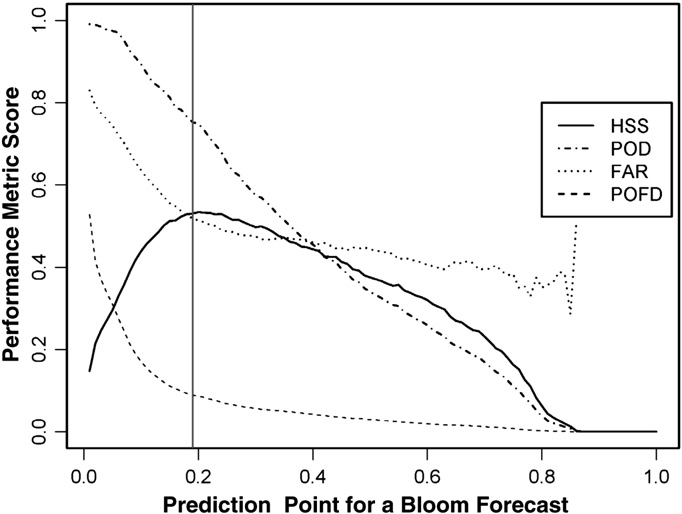 Performance Metric Score
1.0
0.8
0.6
0.4
0.2
0.0
HSS
POD
FAR
POFD
0.0 0.2 0.4 0.6 0.8 1.0
Prediction Point for a Bloom Forecast